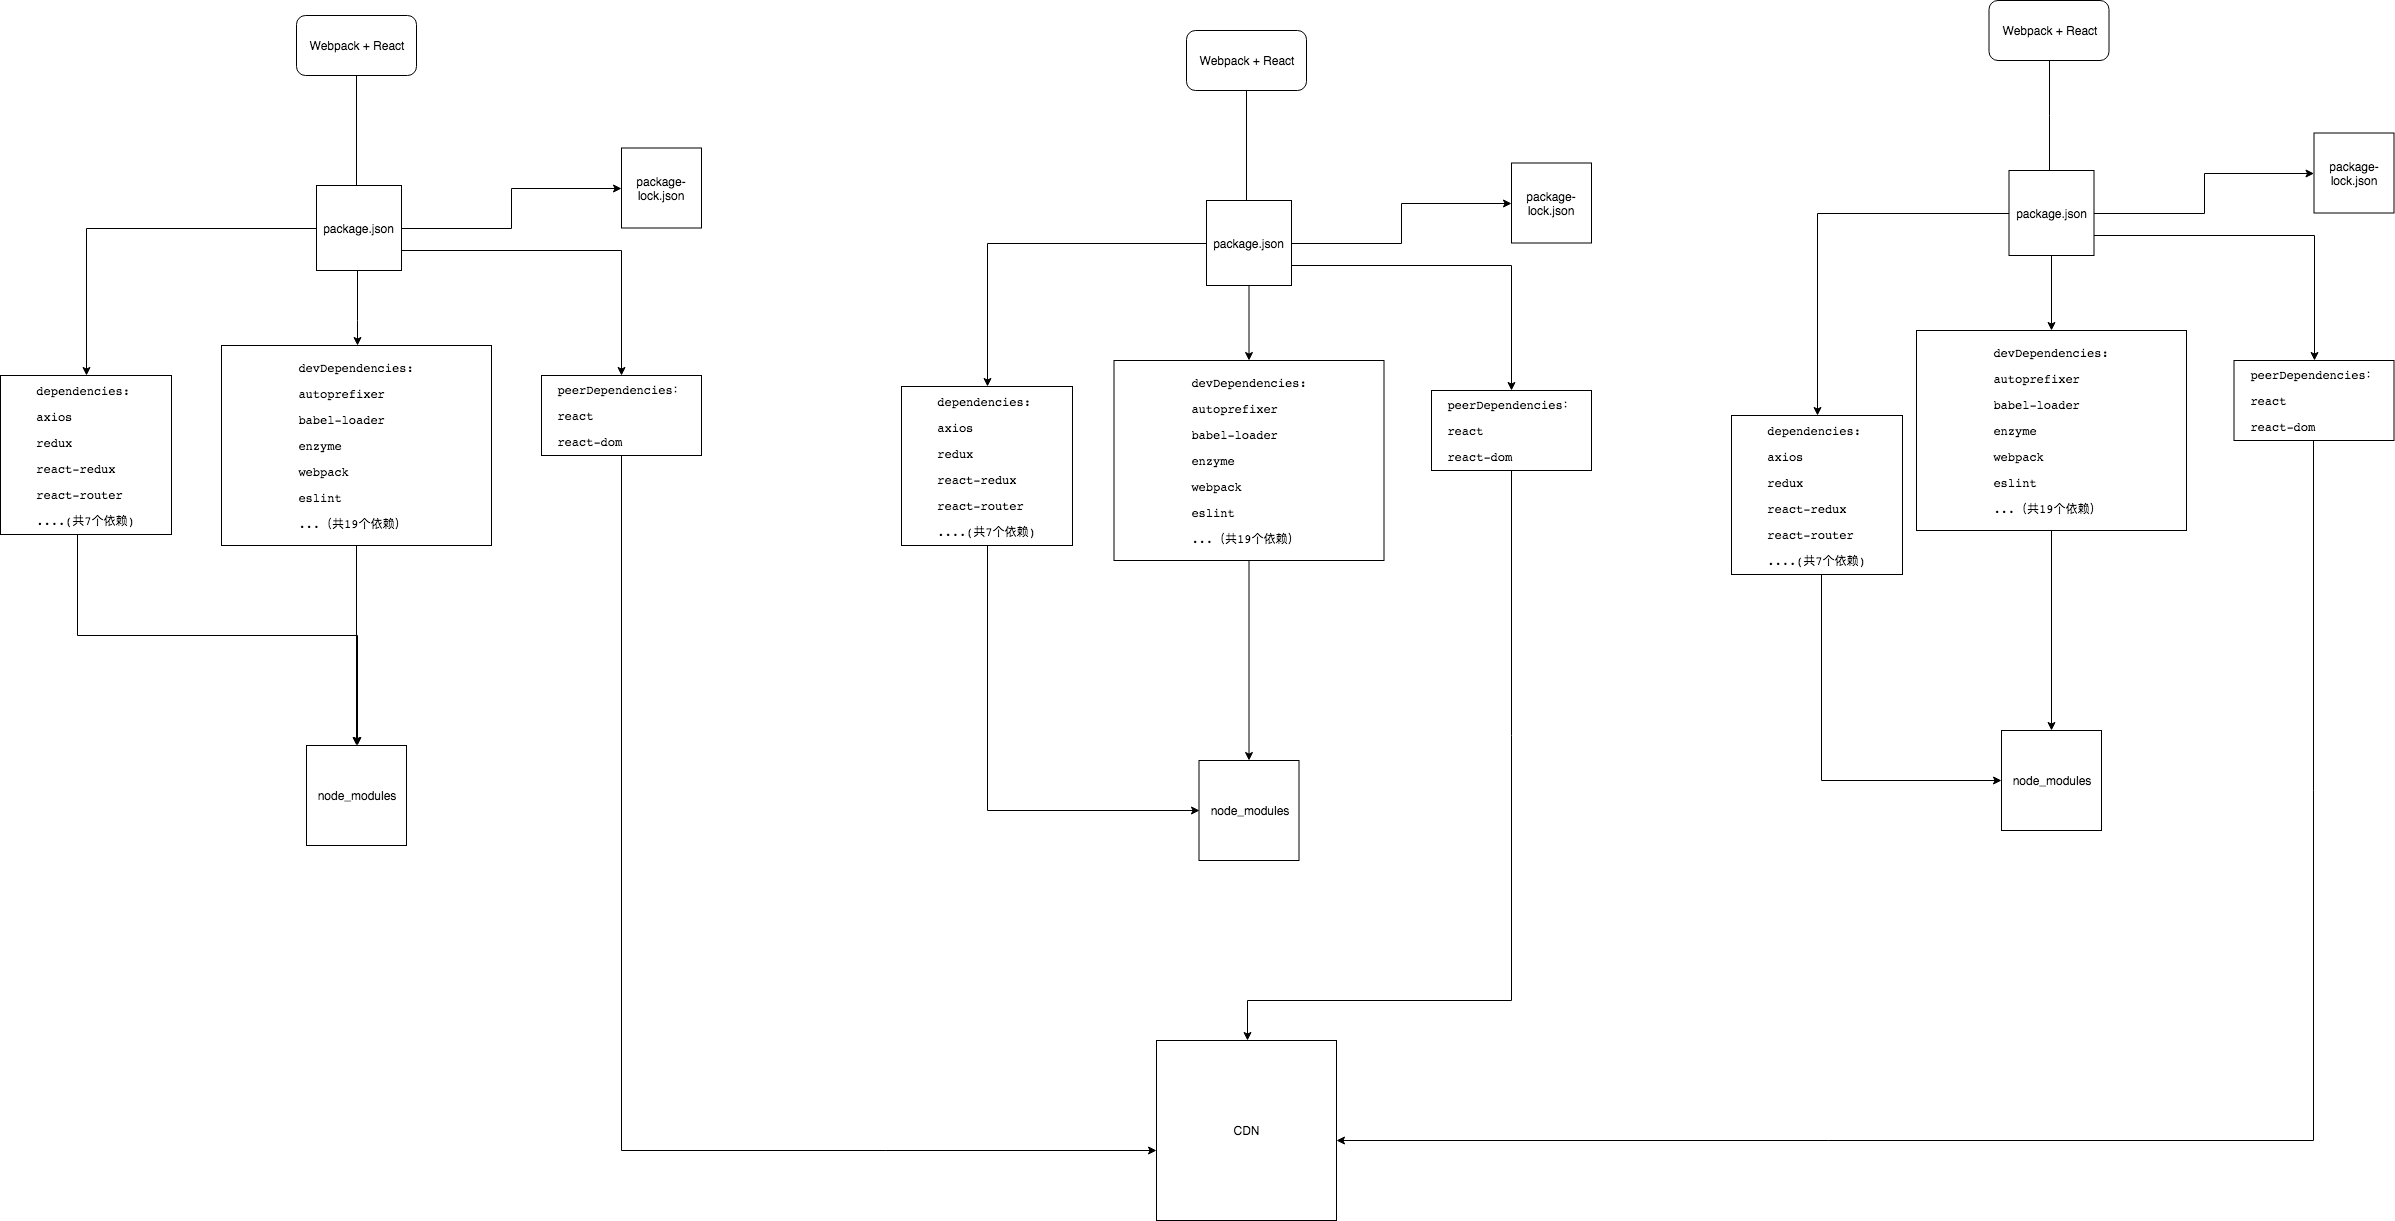 Webpack + React
package.json
package-
lock.json
dependencies:
axios
redux
react-redux
react-router
....(共7个依赖)
devDependencies:
autoprefixer
babel-loader
enzyme
webpack
eslint
...（共19个依赖）
peerDependencies：
react
react-dom
node_modules
Webpack + React
package.json
package-
lock.json
dependencies:
axios
redux
react-redux
react-router
....(共7个依赖)
devDependencies:
autoprefixer
babel-loader
enzyme
webpack
eslint
...（共19个依赖）
peerDependencies：
react
react-dom
node_modules
Webpack + React
package.json
package-
lock.json
dependencies:
axios
redux
react-redux
react-router
....(共7个依赖)
devDependencies:
autoprefixer
babel-loader
enzyme
webpack
eslint
...（共19个依赖）
peerDependencies：
react
react-dom
node_modules
CDN